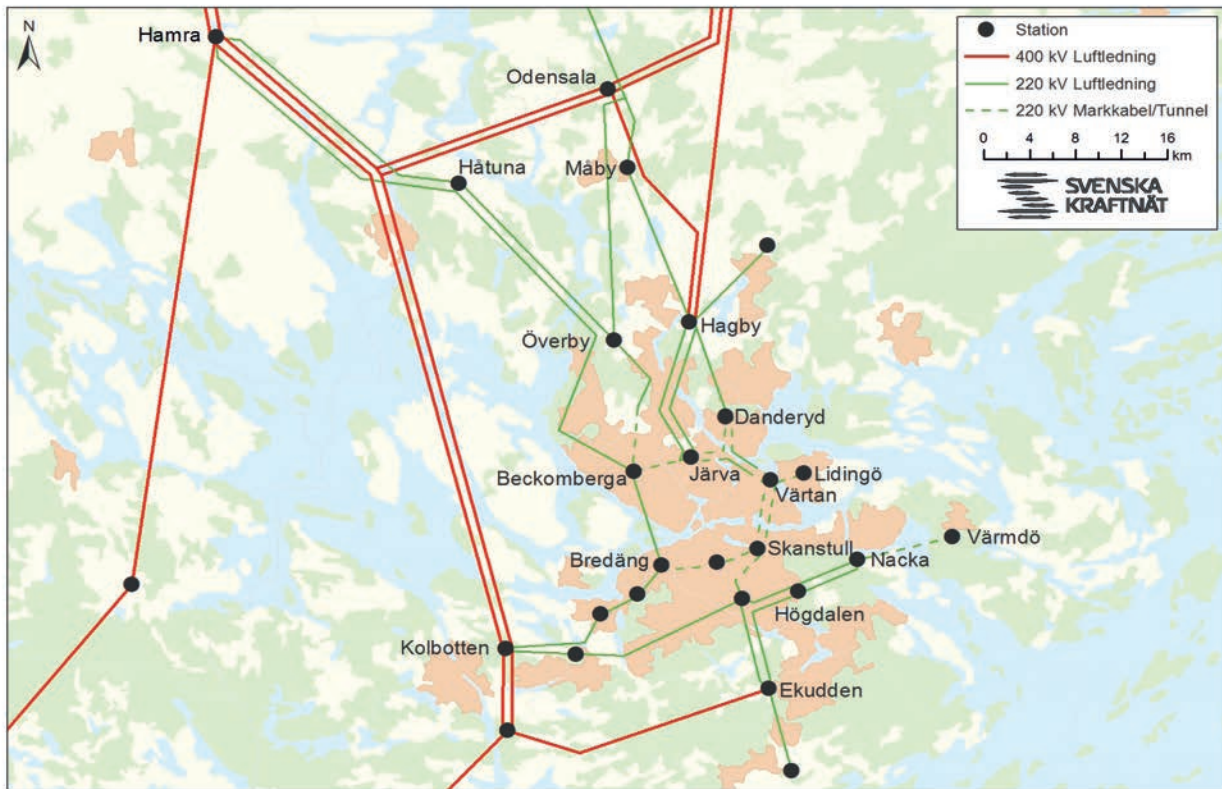 N
Hamra
Odensala
Håtuna
Måby
Station
400 kV Luftledning
220 kV Luftledning
220 kV Markkabel/Tunnel
0 4 8 12 16
km
SVENSKA
KRAFTNÄT
Överby
Hagby
Danderyd
Beckomberga
Järva
Lidingö
Värtan
Bredäng
Skanstull
Nacka
Värmdö
Högdalen
Kolbotten
Ekudden